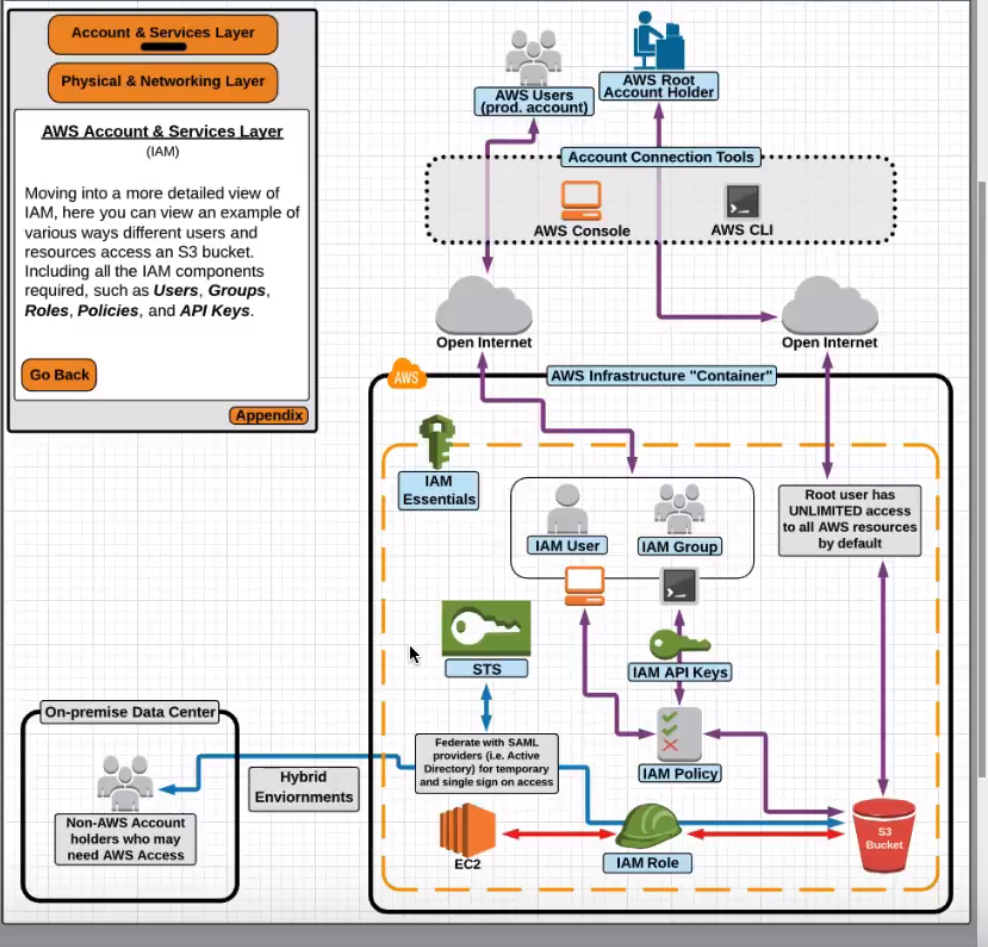 Account & Services Layer
Physical & Networking Layer
AWS Account & Services Layer
(IAM)
Moving into a more detailed view of
IAM, here you can view an example of
various ways different users and
resources access an S3 bucket.
Including all the IAM components
required, such as Users, Groups,
Roles, Policies, and API Keys.
Go Back
Appendix
AWS Users
(prod. account)
AWS Root
Account Holder
Account Connection Tools
AWS Console
AWS CLI
Open Internet
Open Internet
AWS
AWS Infrastructure "Container"
IAM
Essentials
IAM User
IAM Group
Root user has
UNLIMITED access
to all AWS resources
by default
STS
IAM API Keys
IAM Policy
On-premise Data Center
Non-AWS Account
holders who may
need AWS Access
Hybrid
Enviornments
Federate with SAML
providers (i.e. Active
Directory) for temporary
and single sign on access
EC2
IAM Role
S3
Bucket